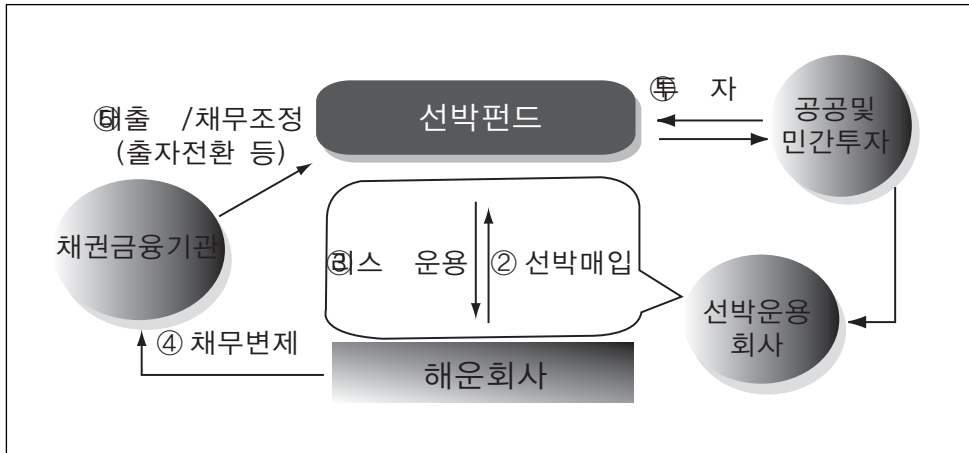 ⑤대출 /채무조정
(출자전환 등)
선박펀드
①투 자
공공및
민간투자
채권금융기관
③리스 운용
② 선박매입
선박운용
회사
④ 채무변제
해운회사